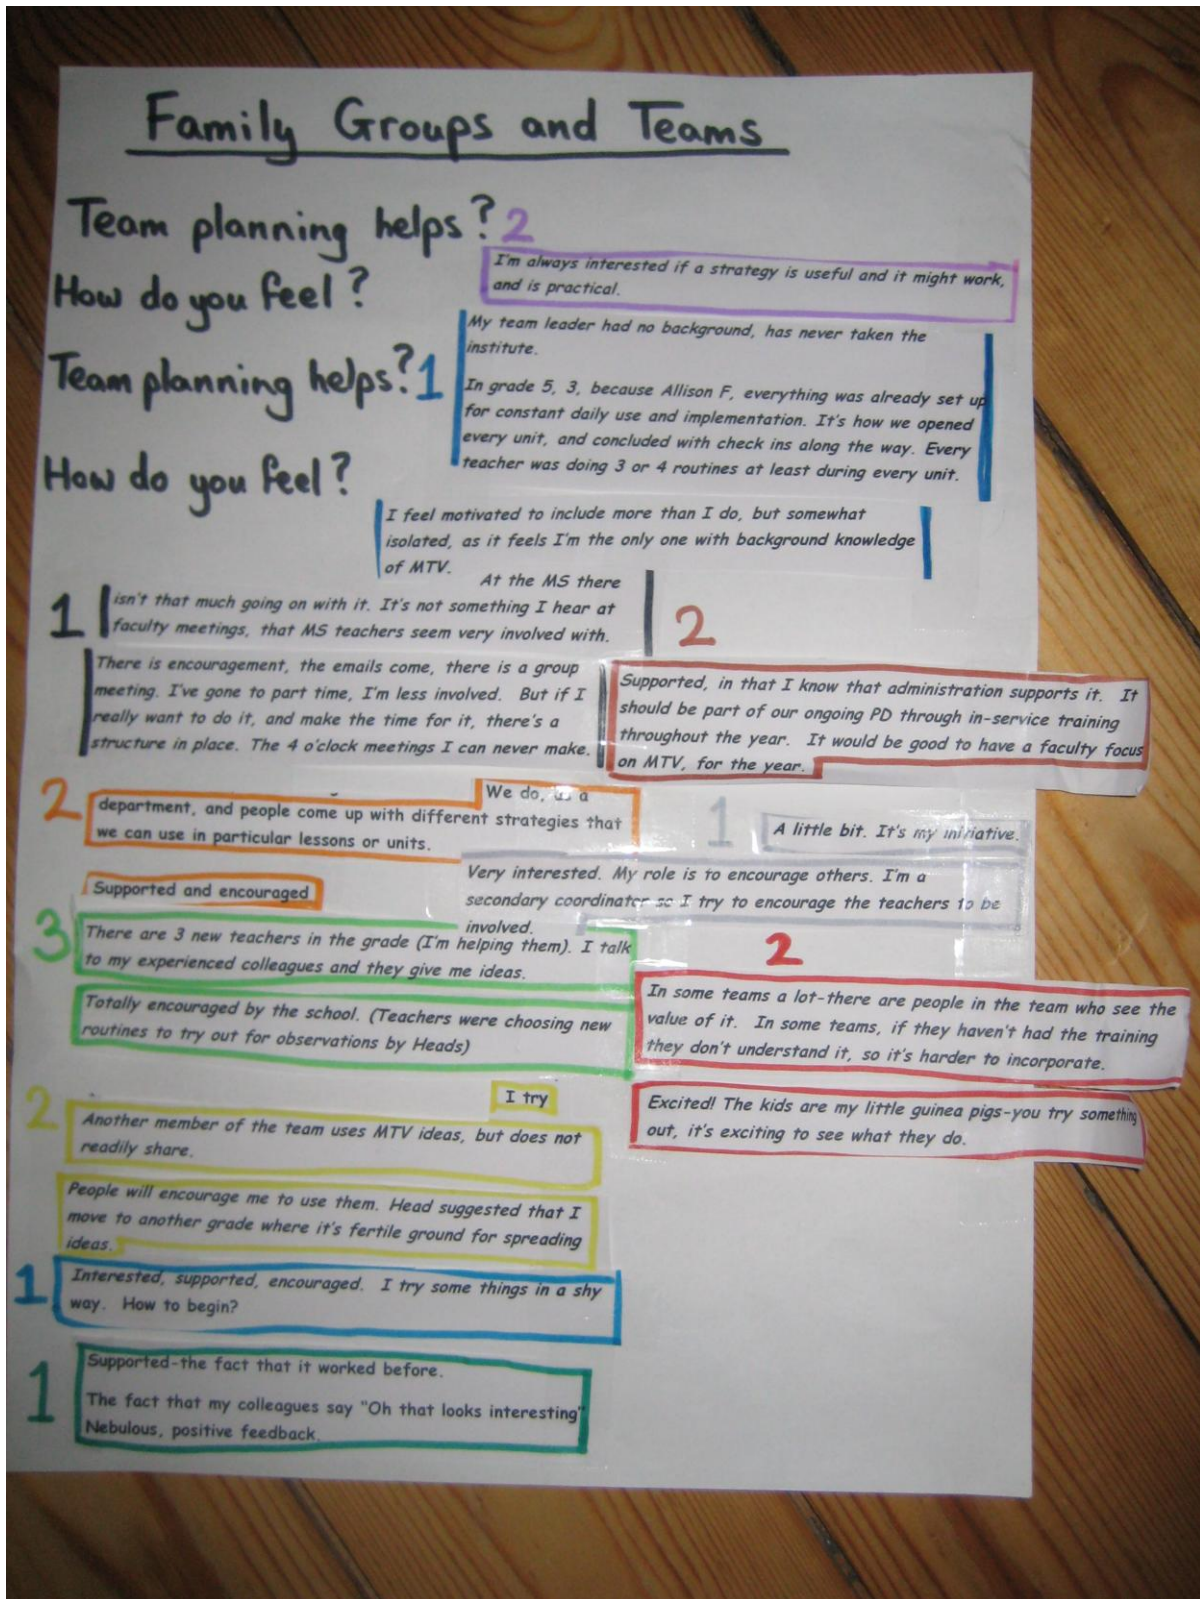 Family Groups and Teams
Team planning helps? 2
How do you feel?
I'm always interested if a strategy is useful and it might work,
and is practical.
Team planning helps? 1
How do you feel?
My team leader had no background, has never taken the
institute.
In grade 5, 3, because Allison F, everything was already set up
for constant daily use and implementation. It's how we opened
every unit, and concluded with check ins along the way. Every
teacher was doing 3 or 4 routines at least during every unit.
I feel motivated to include more than I do, but somewhat
isolated, as it feels I'm the only one with background knowledge
of MTV.
1
At the MS there
isn't that much going on with it. It's not something I hear at
faculty meetings, that MS teachers seem very involved with.
There is encouragement, the emails come, there is a group
meeting. I've gone to part time, I'm less involved. But if I
really want to do it, and make the time for it, there's a
structure in place. The 4 o'clock meetings I can never make.
2
Supported, in that I know that administration supports it. It
should be part of our ongoing PD through in-service training
throughout the year. It would be good to have a faculty focus
on MTV, for the year.
2
We do, as a
department, and people come up with different strategies that
we can use in particular lessons or units.
Supported and encouraged
1
A little bit. It's my initiative.
Very interested. My role is to encourage others. I'm a
secondary coordinator so I try to encourage the teachers to be
involved.
3
There are 3 new teachers in the grade (I'm helping them). I talk
to my experienced colleagues and they give me ideas.
Totally encouraged by the school. (Teachers were choosing new
routines to try out for observations by Heads)
2
In some teams a lot-there are people in the team who see the
value of it. In some teams, if they haven't had the training
they don't understand it, so it's harder to incorporate.
Excited! The kids are my little guinea pigs-you try something
out, it's exciting to see what they do.
2
I try
Another member of the team uses MTV ideas, but does not
readily share.
People will encourage me to use them. Head suggested that I
move to another grade where it's fertile ground for spreading
ideas.
1
Interested, supported, encouraged. I try some things in a shy
way. How to begin?
1
Supported-the fact that it worked before.
The fact that my colleagues say "Oh that looks interesting"
Nebulous, positive feedback.